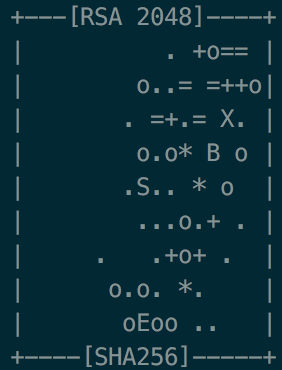 +---[RSA 2048]----+
|          . +o== |
|        o..= =++o|
|       . =+.= X. |
|        o.o* B o |
|       .S.. * o  |
|        ...o.+ . |
|     .   .+o+ .  |
|      o.o. *.    |
|       oEoo ..   |
+----[SHA256]-----+